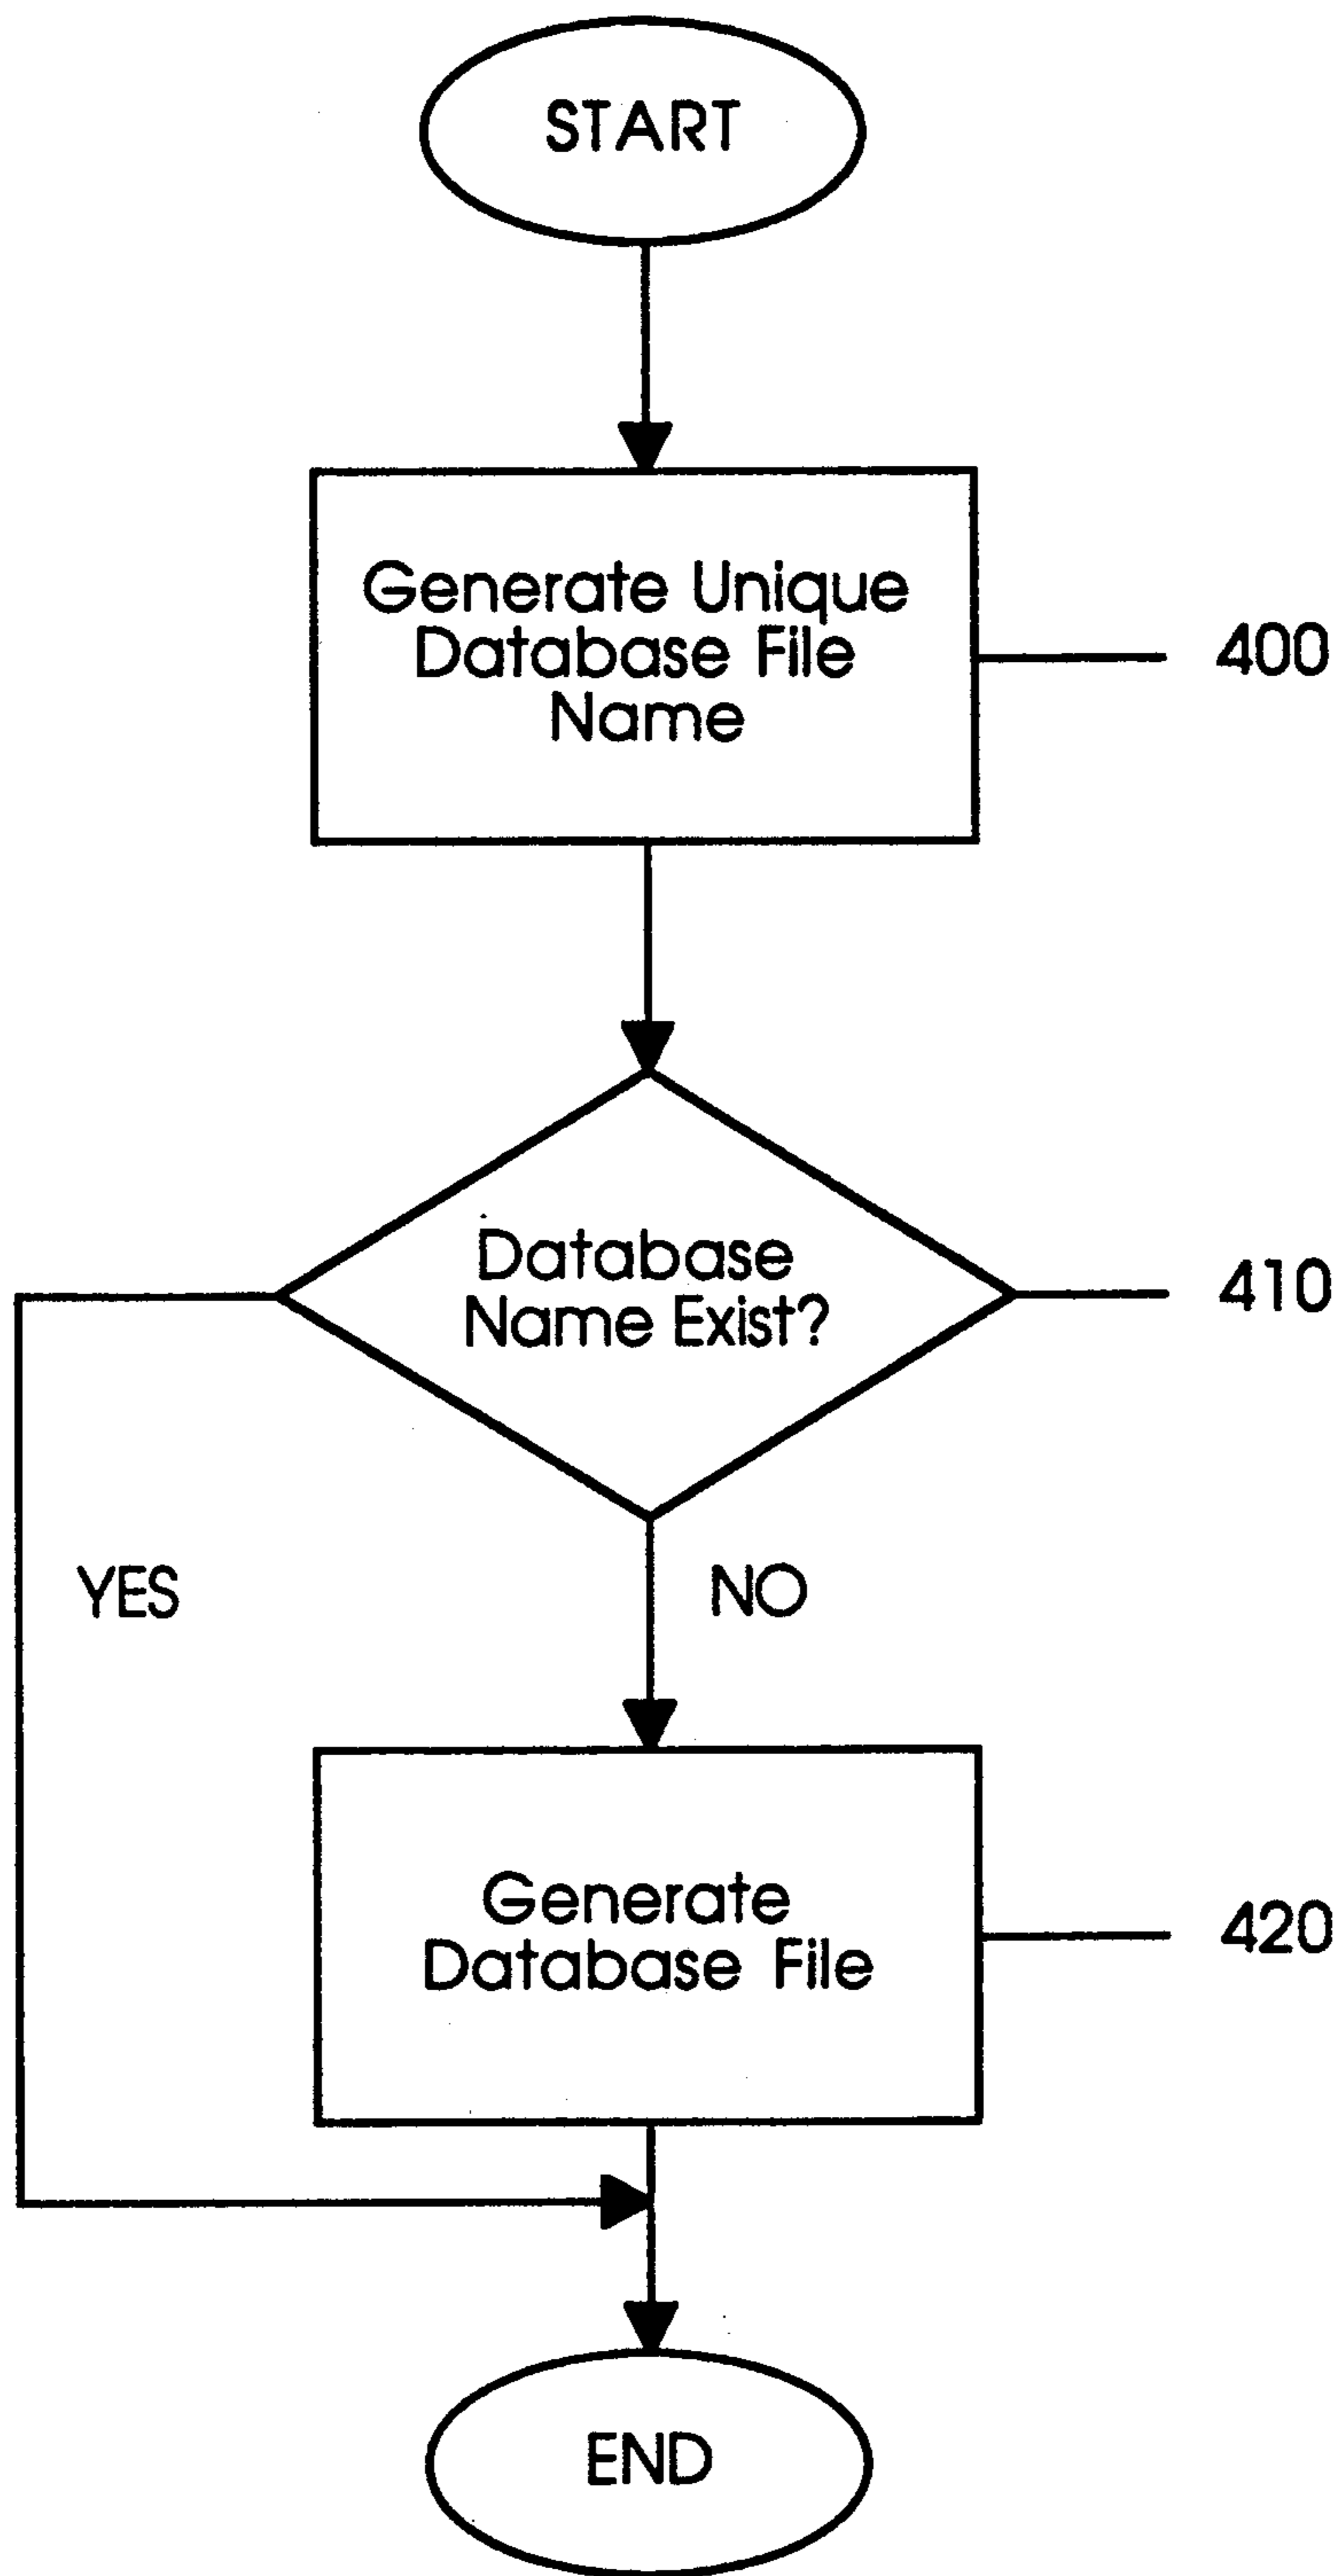 START
Generate Unique
Database File
Name
400
Database
Name Exist?
410
YES
NO
Generate
Database File
420
END